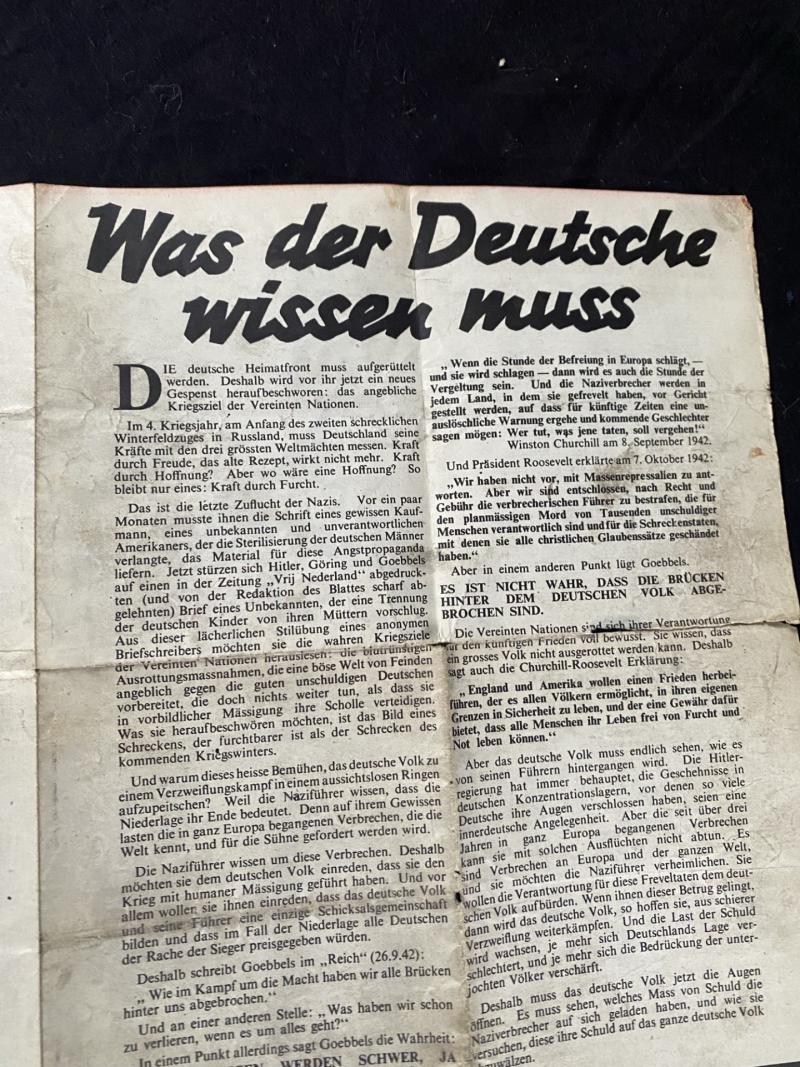 Was der Deutsche
wissen muss
DIE deutsche Heimatfront muss aufgerüttelt
werden. Deshalb wird vor ihr jetzt ein neues
Gespenst heraufbeschworen: das angebliche
Kriegsziel der Vereinten Nationen.
Im 4. Kriegsjahr, am Anfang des zweiten schrecklichen
Winterfeldzuges in Russland, muss Deutschland seine
Kräfte mit den drei grössten Weltmächten messen. Kraft
durch Freude, das alte Rezept, wirkt nicht mehr. Kraft
durch Hoffnung? Aber wo wäre eine Hoffnung? So
bleibt nur eines: Kraft durch Furcht.
Das ist die letzte Zuflucht der Nazis. Vor ein paar
Monaten musste ihnen die Schrift eines gewissen Kauf-
mann, eines unbekannten und unverantwortlichen
Amerikaners, der die Sterilisierung der deutschen Männer
verlangte, das Material für diese Angstpropaganda
liefern. Jetzt stürzen sich Hitler, Göring und Goebbels
auf einen in der Zeitung „Vrij Nederland" abgedruck-
ten (und von der Redaktion des Blattes scharf ab-
gelehnten) Brief eines Unbekannten, der eine Trennung
der deutschen Kinder von ihren Müttern vorschlug.
Aus dieser lächerlichen Stilübung eines anonymen
Briefschreibers möchten sie die wahren Kriegsziele
der Vereinten Nationen herauslesen: die blutrünstigen
Ausrottungsmassnahmen, die eine böse Welt von Feinden
angeblich gegen die guten unschuldigen Deutschen
vorbereitet, die doch nichts weiter tun, als dass sie
in vorbildlicher Mässigung ihre Scholle verteidigen.
Was sie heraufbeschwören möchten, ist das Bild eines
Schreckens, der furchtbarer ist als der Schrecken des
kommenden Kriegswinters.
Und warum dieses heisse Bemühen, das deutsche Volk zu
einem Verzweiflungskampf in einem aussichtslosen Ringen
aufzupeitschen? Weil die Naziführer wissen, dass die
Niederlage ihr Ende bedeutet. Denn auf ihrem Gewissen
lasten die in ganz Europa begangenen Verbrechen, die die
Welt kennt, und für die Sühne gefordert werden wird.
Die Naziführer wissen um diese Verbrechen. Deshalb
möchten sie dem deutschen Volk einreden, dass sie den
Krieg mit humaner Mässigung geführt haben. Und vor
allem wollen sie ihnen einreden, dass das deutsche Volk
und seine Führer eine einzige Schicksalsgemeinschaft
bilden und dass im Fall der Niederlage alle Deutschen
der Rache der Sieger preisgegeben würden.
Deshalb schreibt Goebbels im „Reich" (26.9.42):
„Wie im Kampf um die Macht haben wir alle Brücken
hinter uns abgebrochen."
Und an einer anderen Stelle: „Was haben wir schon
zu verlieren, wenn es um alles geht?"
In einem Punkt allerdings sagt Goebbels die Wahrheit:
WERDEN SCHWER, JA
„Wenn die Stunde der Befreiung in Europa schlägt, —
und sie wird schlagen — dann wird es auch die Stunde der
Vergeltung sein. Und die Naziverbrecher werden in
jedem Land, in dem sie gefrevelt haben, vor Gericht
gestellt werden, auf dass für künftige Zeiten eine un-
auslöschliche Warnung ergehe und kommende Geschlechter
sagen mögen: Wer tut, was jene taten, soll vergehen!"
Winston Churchill am 8. September 1942.
Und Präsident Roosevelt erklärte am 7. Oktober 1942:
„Wir haben nicht vor, mit Massenrepressalien zu ant-
worten. Aber wir sind entschlossen, nach Recht und
Gebühr die verbrecherischen Führer zu bestrafen, die für
den planmässigen Mord von Tausenden unschuldiger
Menschen verantwortlich sind und für die Schreckenstaten,
mit denen sie alle christlichen Glaubenssätze geschändet
haben."
Aber in einem anderen Punkt lügt Goebbels.
ES IST NICHT WAHR, DASS DIE BRÜCKEN
HINTER DEM DEUTSCHEN VOLK ABGE-
BROCHEN SIND.
Die Vereinten Nationen sind sich ihrer Verantwortung
für den künftigen Frieden voll bewusst. Sie wissen, dass
ein grosses Volk nicht ausgerottet werden kann. Deshalb
sagt auch die Churchill-Roosevelt Erklärung:
„England und Amerika wollen einen Frieden herbei-
führen, der es allen Völkern ermöglicht, in ihren eigenen
Grenzen in Sicherheit zu leben, und der eine Gewähr dafür
bietet, dass alle Menschen ihr Leben frei von Furcht und
Not leben können."
Aber das deutsche Volk muss endlich sehen, wie es
von seinen Führern hintergangen wird. Die Hitler-
regierung hat immer behauptet, die Geschehnisse in
deutschen Konzentrationslagern, vor denen so viele
Deutsche ihre Augen verschlossen haben, seien eine
innerdeutsche Angelegenheit. Aber die seit über drei
Jahren in ganz Europa begangenen Verbrechen
kann sie mit solchen Ausflüchten nicht abtun. Es
sind Verbrechen an Europa und der ganzen Welt,
und sie möchten die Naziführer verheimlichen. Sie
wollen die Verantwortung für diese Freveltaten dem deut-
schen Volk aufbürden. Wenn ihnen dieser Betrug gelingt,
dann wird das deutsche Volk, so hoffen sie, aus schierer
Verzweiflung weiterkämpfen. Und die Last der Schuld
wird wachsen, je mehr sich Deutschlands Lage ver-
schlechtert, und je mehr sich die Bedrückung der unter-
jochten Völker verschärft.
Deshalb muss das deutsche Volk jetzt die Augen
öffnen. Es muss sehen, welches Mass von Schuld die
Naziverbrecher auf sich geladen haben, und wie sie
versuchen, diese ihre Schuld auf das ganze deutsche Volk